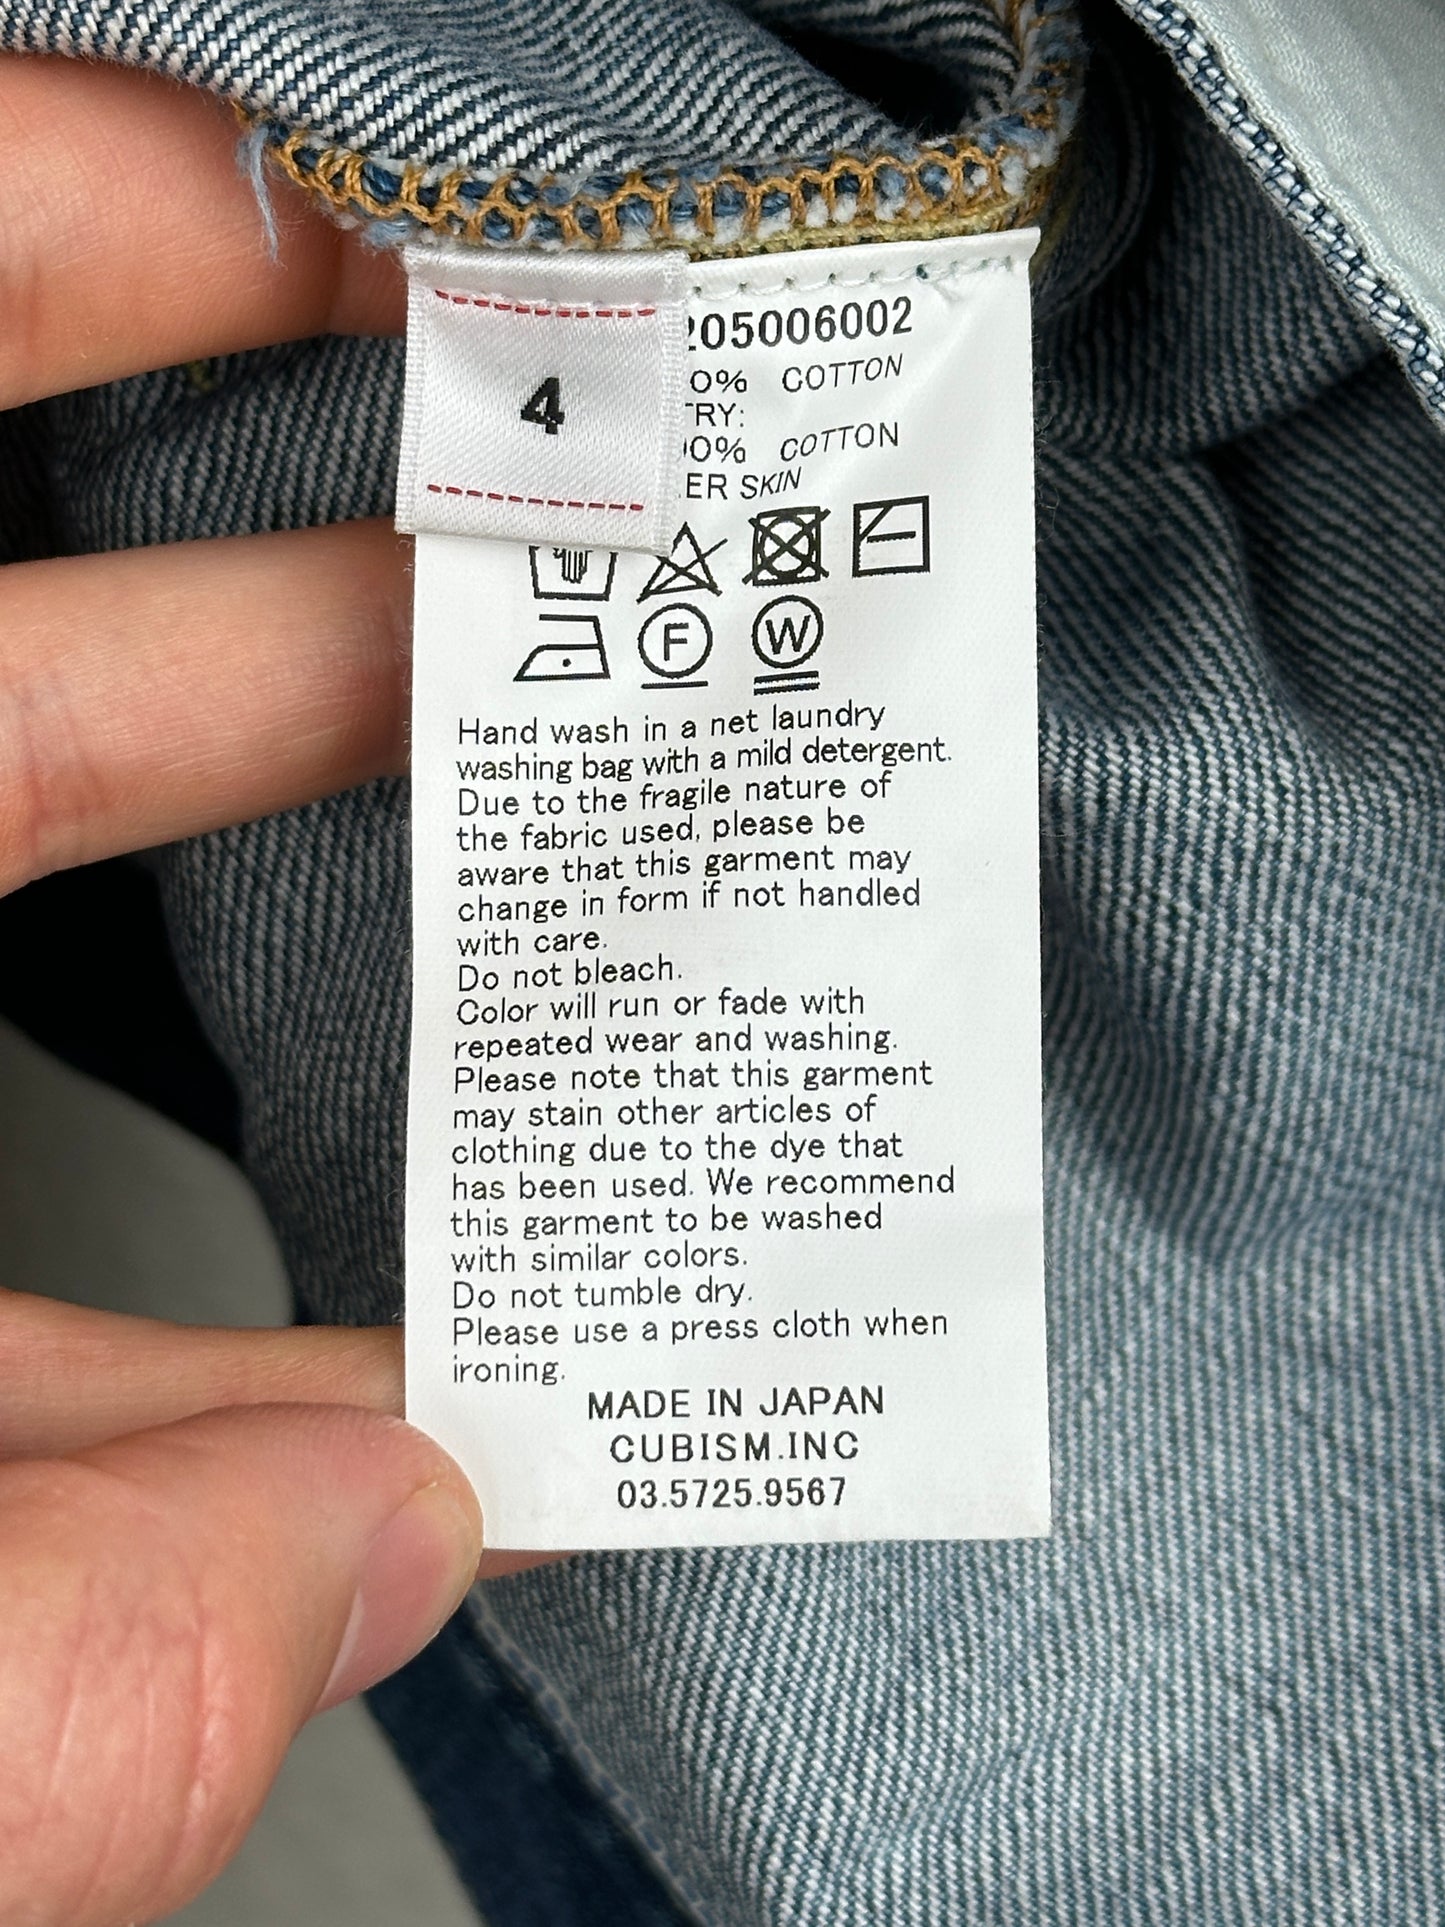 4
05006002
0% COTTON
TRY:
00% COTTON
ER SKIN
F
W
Hand wash in a net laundry
washing bag with a mild detergent.
Due to the fragile nature of
the fabric used, please be
aware that this garment may
change in form if not handled
with care.
Do not bleach.
Color will run or fade with
repeated wear and washing.
Please note that this garment
may stain other articles of
clothing due to the dye that
has been used. We recommend
this garment to be washed
with similar colors.
Do not tumble dry.
Please use a press cloth when
ironing.
MADE IN JAPAN
CUBISM.INC
03.5725.9567